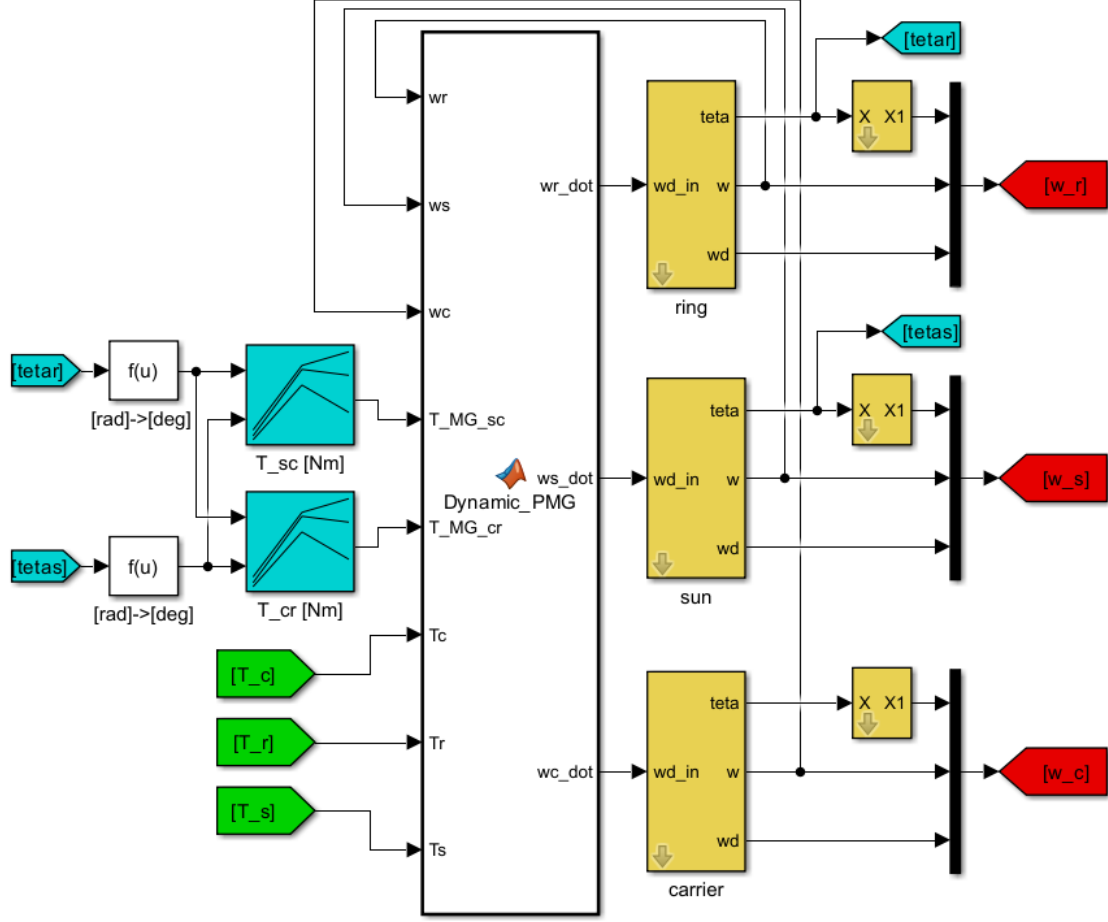 [tetar]
wr
teta
X X1
ws
wr_dot
wd_in
w
[w_r]
wd
ring
wc
[tetas]
[tetar]
f(u)
[rad]->[deg]
T_sc [Nm]
T_MG_sc
teta
X X1
ws_dot
wd_in
w
[w_s]
Dynamic_PMG
T_MG_cr
wd
sun
[tetas]
f(u)
[rad]->[deg]
T_cr [Nm]
Tc
[T_c]
teta
X X1
[T_r]
Tr
wc_dot
wd_in
w
[w_c]
[T_s]
Ts
wd
carrier